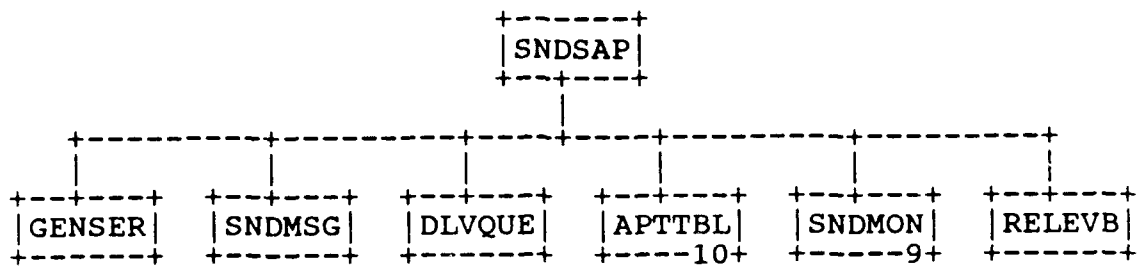 SNDSAP
GENSER SNDMSG DLVQUE APTTBL SNDMON RELEVB
10 9